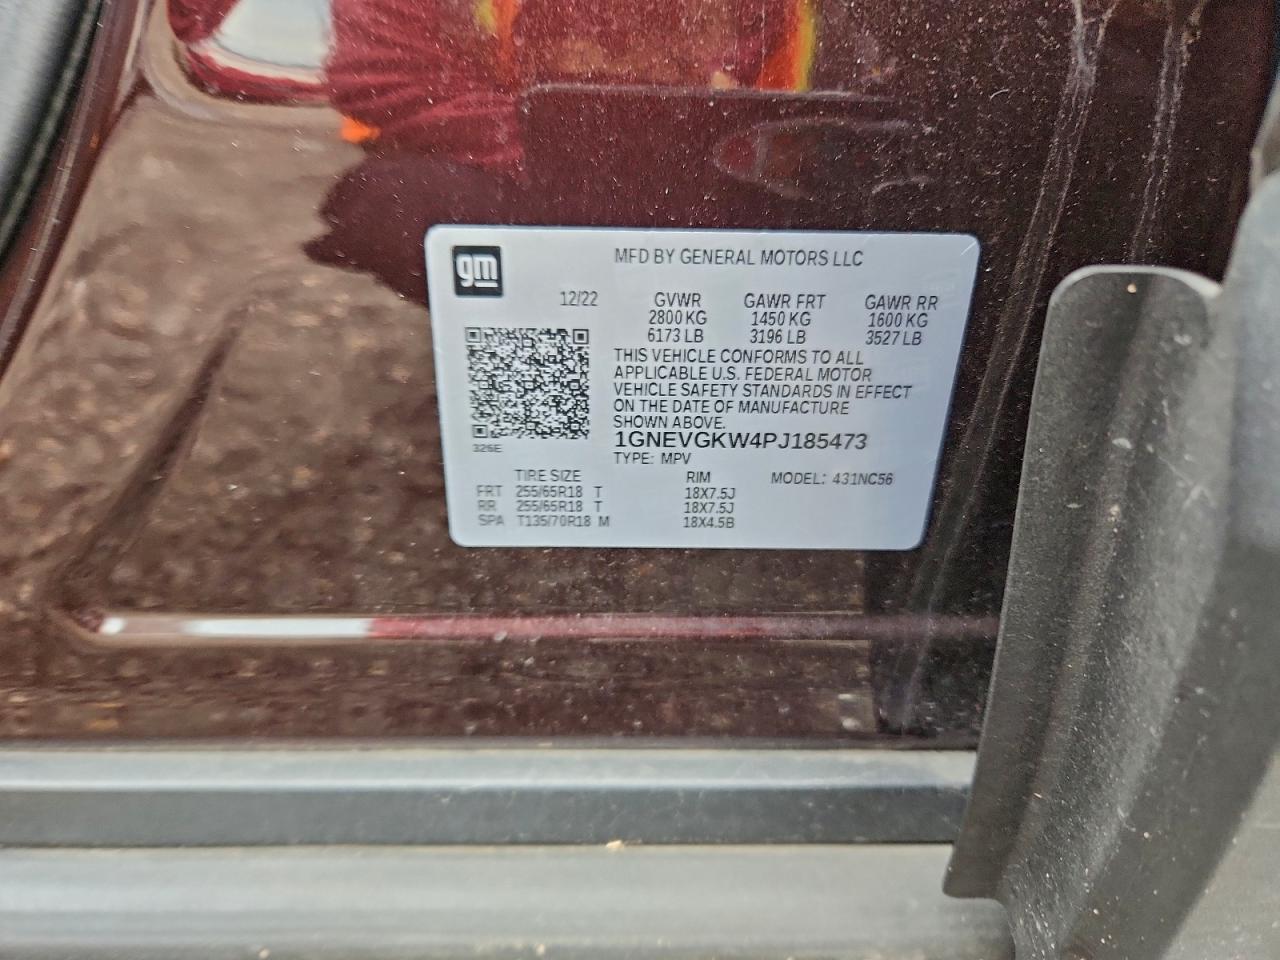 gm
MFD BY GENERAL MOTORS LLC
12/22 GVWR GAWR FRT GAWR RR
2800 KG 1450 KG 1600 KG
6173 LB 3196 LB 3527 LB
THIS VEHICLE CONFORMS TO ALL
APPLICABLE U.S. FEDERAL MOTOR
VEHICLE SAFETY STANDARDS IN EFFECT
ON THE DATE OF MANUFACTURE
SHOWN ABOVE.
1GNEVGKW4PJ185473
326E
TYPE: MPV
TIRE SIZE RIM MODEL: 431NC56
FRT 255/65R18 T 18X7.5J
RR 255/65R18 T 18X7.5J
SPA T135/70R18 M 18X4.5B